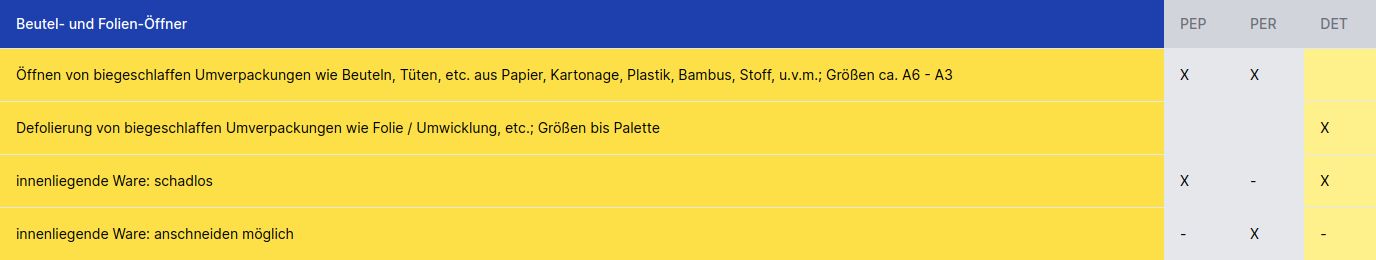 Beutel- und Folien-Öffner PEP PER DET
Öffnen von biegeschlaffen Umverpackungen wie Beuteln, Tüten, etc. aus Papier, Kartonage, Plastik, Bambus, Stoff, u.v.m.; Größen ca. A6 - A3 X X
Defolierung von biegeschlaffen Umverpackungen wie Folie / Umwicklung, etc.; Größen bis Palette X
innenliegende Ware: schadlos X - X
innenliegende Ware: anschneiden möglich - X -